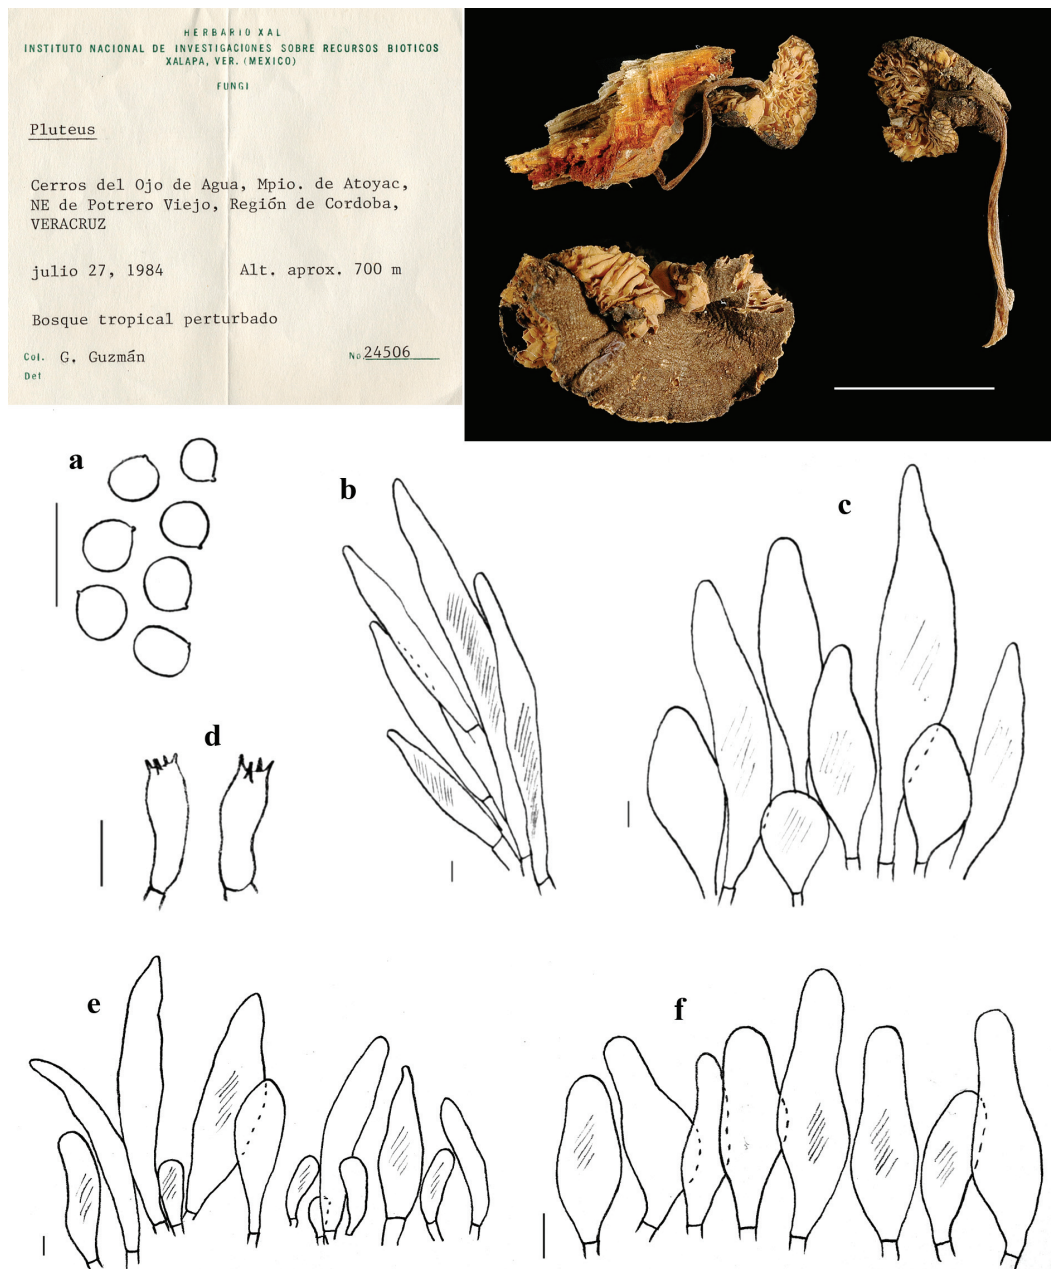 HERBARIO XAL
INSTITUTO NACIONAL DE INVESTIGACIONES SOBRE RECURSOS BIOTICOS
XALAPA, VER. (MEXICO)
FUNGI
Pluteus
Cerros del Ojo de Agua, Mpio. de Atoyac,
NE de Potrero Viejo, Región de Cordoba,
VERACRUZ
julio 27, 1984 Alt. aprox. 700 m
Bosque tropical perturbado
Col. G. Guzmán No. 24506
Det
a
b
c
d
e
f